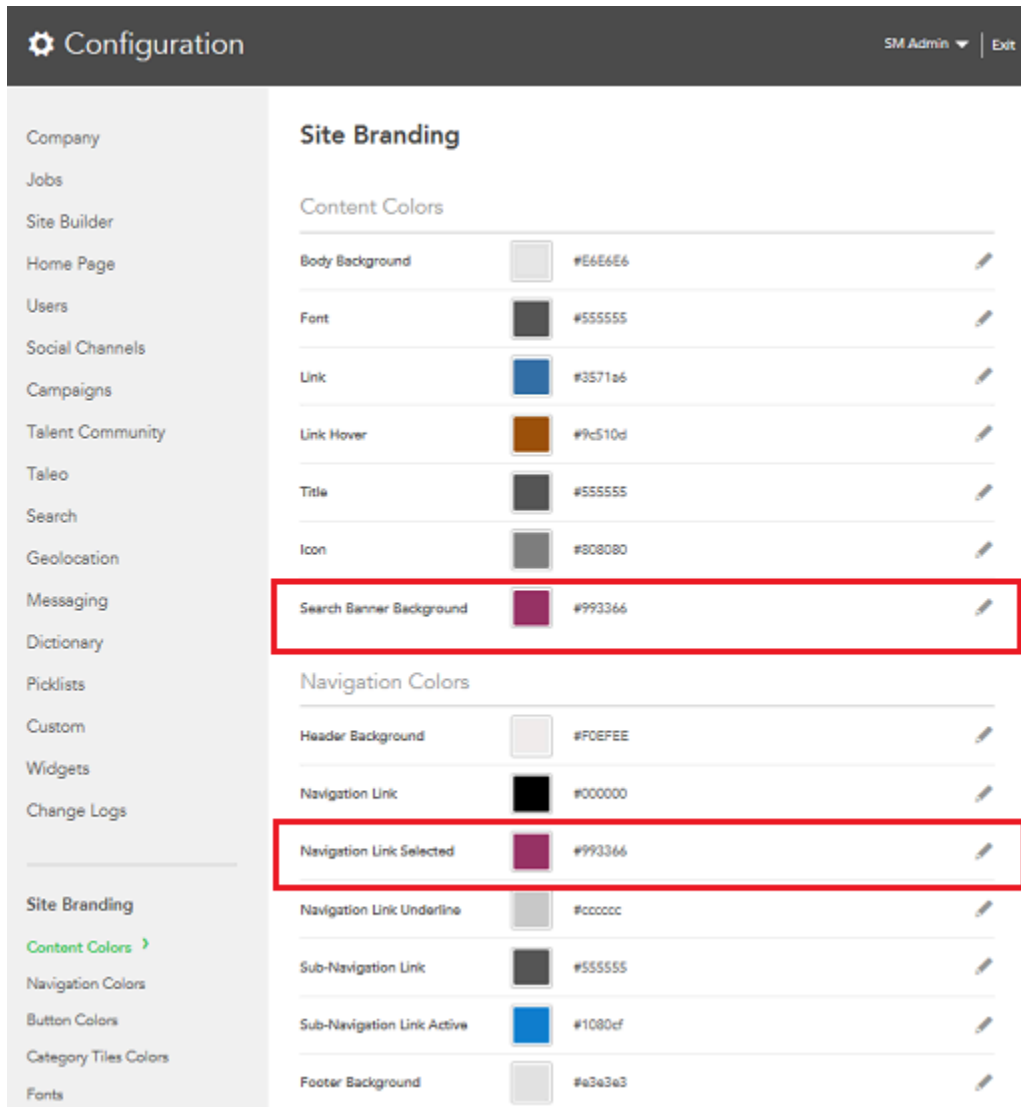 Configuration
SM Admin
Exit
Company
Jobs
Site Builder
Home Page
Users
Social Channels
Campaigns
Talent Community
Taleo
Search
Geolocation
Messaging
Dictionary
Picklists
Custom
Widgets
Change Logs
Site Branding
Content Colors
Navigation Colors
Button Colors
Category Tiles Colors
Fonts
Site Branding
Content Colors
Body Background #E6E6E6
Font #555555
Link #3571a6
Link Hover #9c510d
Title #555555
Icon #808080
Search Banner Background #993366
Navigation Colors
Header Background #F0EFEE
Navigation Link #000000
Navigation Link Selected #993366
Navigation Link Underline #cccccc
Sub-Navigation Link #555555
Sub-Navigation Link Active #1080cf
Footer Background #e3e3e3